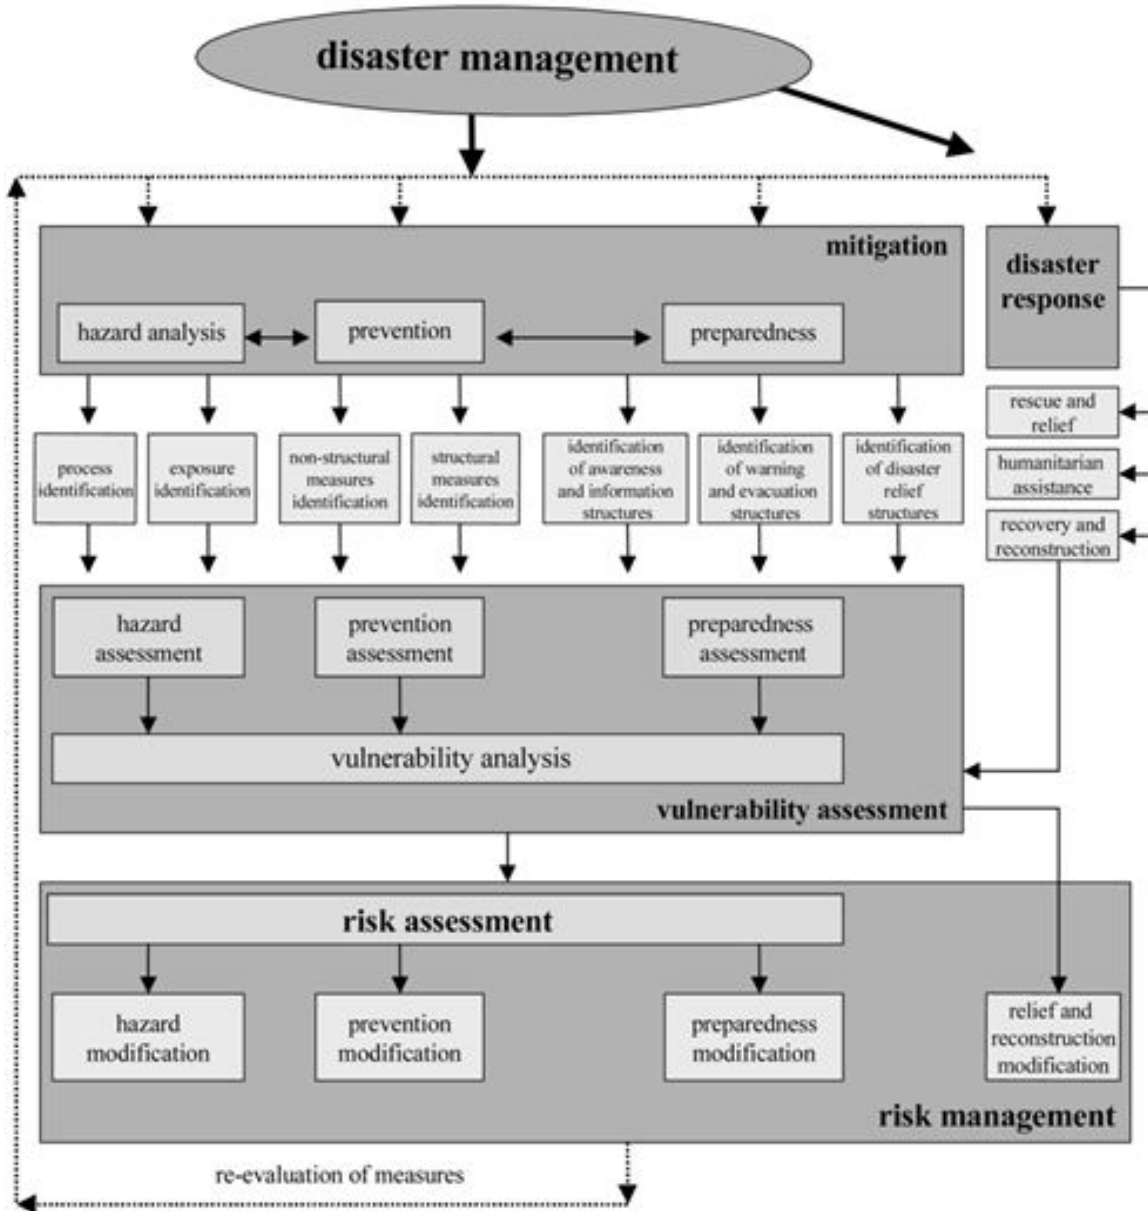 disaster management
mitigation
disaster
response
hazard analysis
prevention
preparedness
rescue and
relief
humanitarian
assistance
recovery and
reconstruction
process
identification
exposure
identification
non-structural
measures
identification
structural
measures
identification
identification
of awareness
and information
structures
identification
of warning
and evacuation
structures
identification
of disaster
relief
structures
hazard
assessment
prevention
assessment
preparedness
assessment
vulnerability analysis
vulnerability assessment
risk assessment
hazard
modification
prevention
modification
preparedness
modification
relief and
reconstruction
modification
risk management
re-evaluation of measures